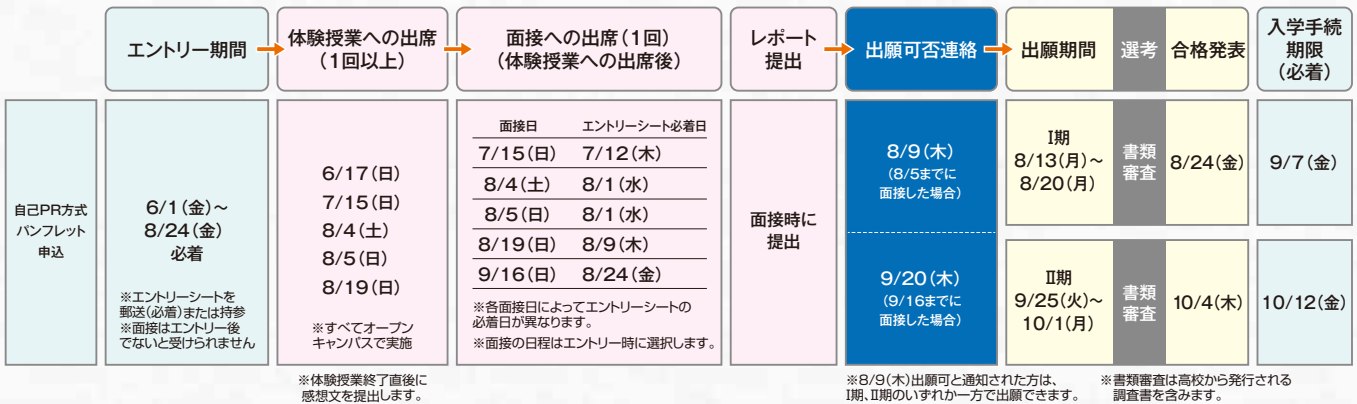 エントリー期間
体験授業への出席
（1回以上）
面接への出席（1回）
（体験授業への出席後）
レポート
提出
出願可否連絡
出願期間
選考
合格発表
入学手続
期限
（必着）
自己PR方式
パンフレット
申込
6/1（金）～
8/24（金）
必着
※エントリーシートを
郵送（必着）または持参
※面接はエントリー後
でないと受けられません
6/17（日）
7/15（日）
8/4（土）
8/5（日）
8/19（日）
※すべてオープン
キャンパスで実施
※体験授業終了直後に
感想文を提出します。
面接日 エントリーシート必着日
7/15（日） 7/12（木）
8/4（土） 8/1（水）
8/5（日） 8/1（水）
8/19（日） 8/9（木）
9/16（日） 8/24（金）
※各面接日によってエントリーシートの
必着日が異なります。
※面接の日程はエントリー時に選択します。
面接時に
提出
8/9（木）
（8/5までに
面接した場合）
9/20（木）
（9/16までに
面接した場合）
I期
8/13（月）～
8/20（月）
書類
審査
8/24（金）
9/7（金）
II期
9/25（火）～
10/1（月）
書類
審査
10/4（木）
10/12（金）
※8/9（木）出願可と通知された方は、
I期、II期のいずれか一方で出願できます。
※書類審査は高校から発行される
調査書を含みます。